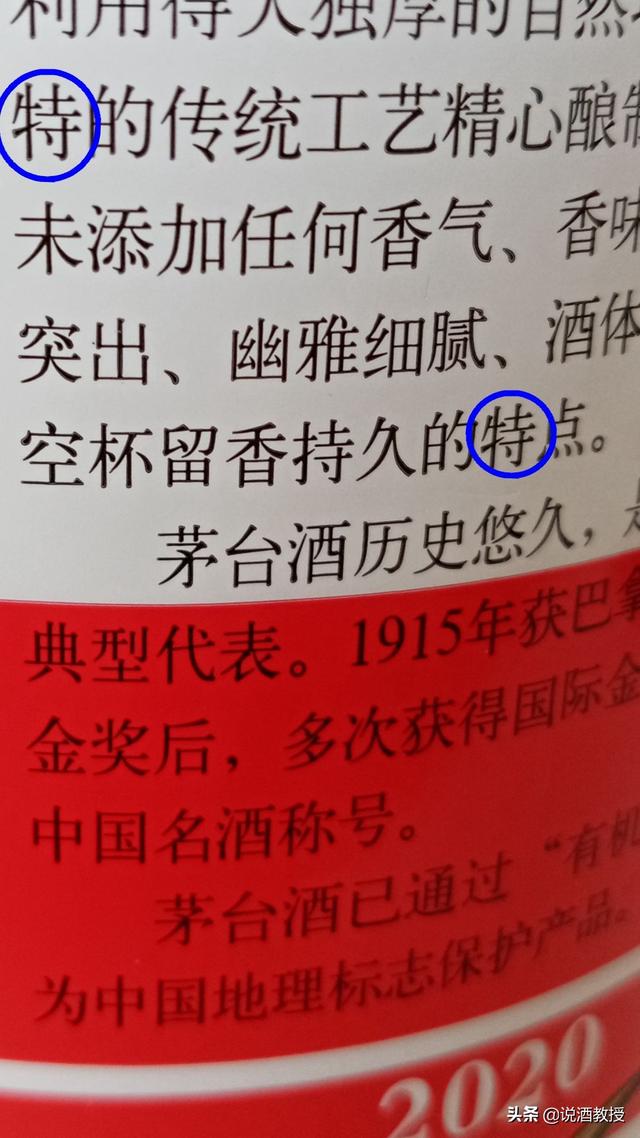 利用得天独厚的自然
特的传统工艺精心酿制
未添加任何香气、香味
突出、幽雅细腻、酒体
空杯留香持久的特点。
茅台酒历史悠久，是
典型代表。1915年获巴拿
金奖后，多次获得国际金
中国名酒称号。
茅台酒已通过“有机
为中国地理标志保护产品。
2020
头条 @说酒教授